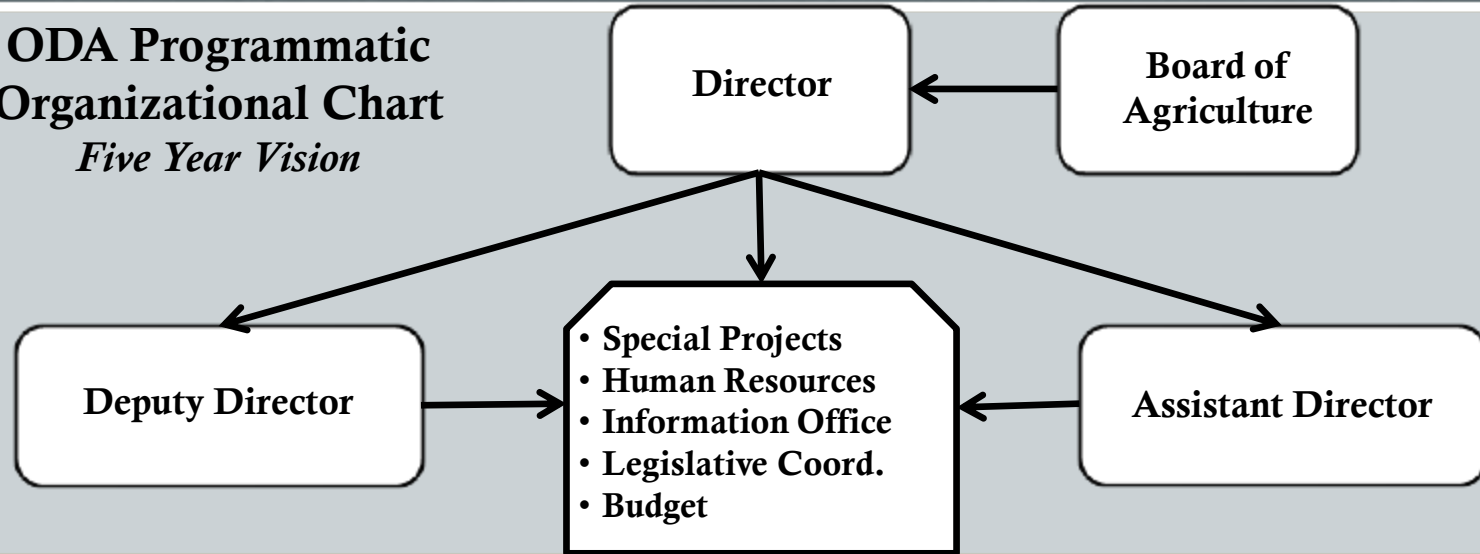 ODA Programmatic
Organizational Chart
Five Year Vision
Director
Board of
Agriculture
Deputy Director
• Special Projects
• Human Resources
• Information Office
• Legislative Coord.
• Budget
Assistant Director